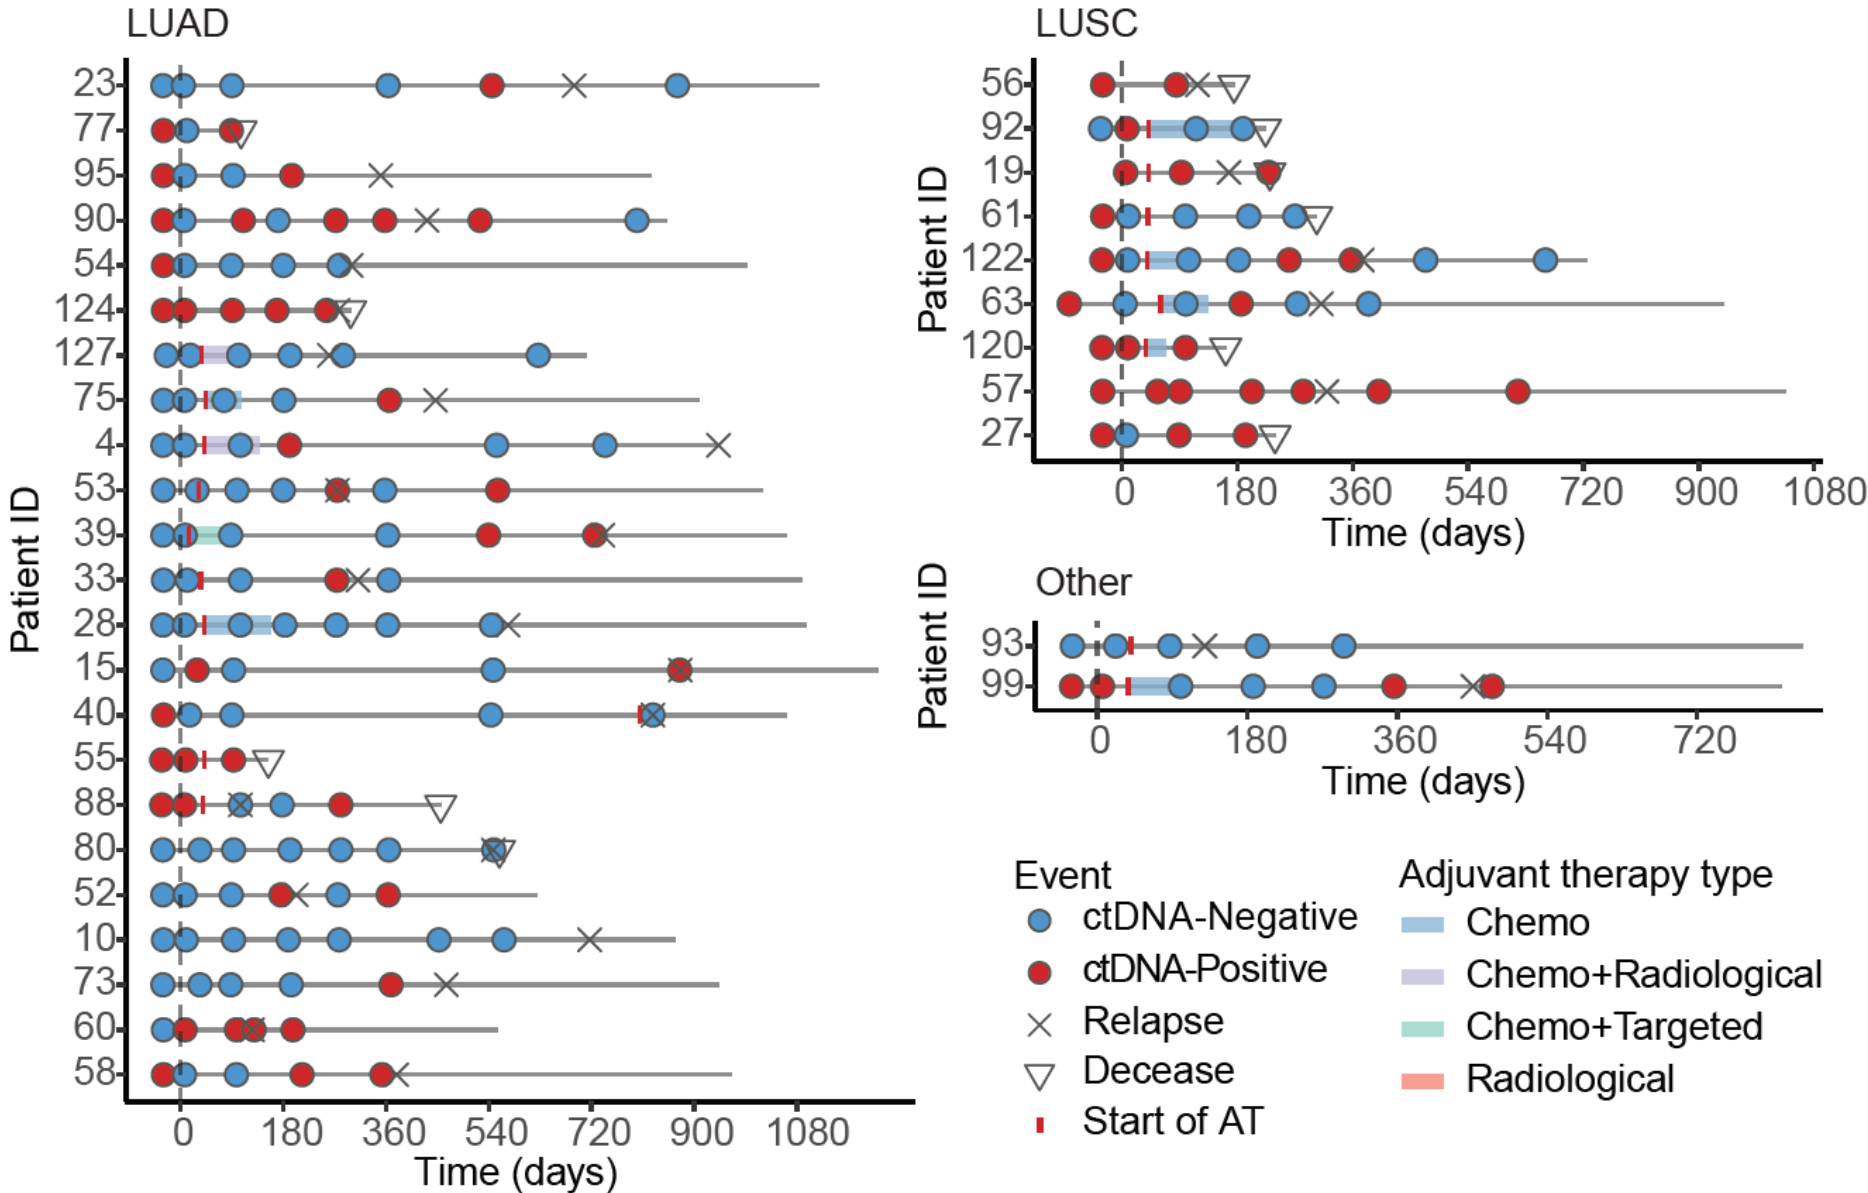 LUAD
23
77
95
90
54
124
127
75
4
53
39
33
28
15
40
55
88
80
52
10
73
60
58
Patient ID
0 180 360 540 720 900 1080
Time (days)
LUSC
56
92
19
61
122
63
120
57
27
Patient ID
0 180 360 540 720 900 1080
Time (days)
Other
93
99
Patient ID
0 180 360 540 720
Time (days)
Event
ctDNA-Negative
ctDNA-Positive
Relapse
Decease
Start of AT
Adjuvant therapy type
Chemo
Chemo+Radiological
Chemo+Targeted
Radiological